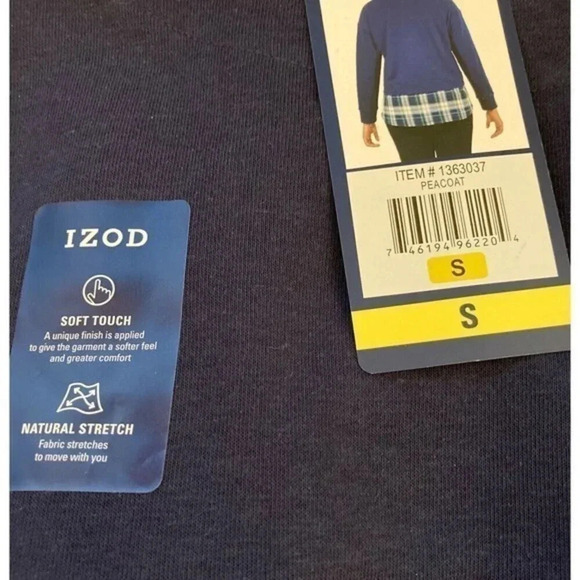 IZOD
SOFT TOUCH
A unique finish is applied
to give the garment a softer feel
and greater comfort
NATURAL STRETCH
Fabric stretches
to move with you
ITEM # 1363037
PEACOAT
7 46194 96220 4
S
S